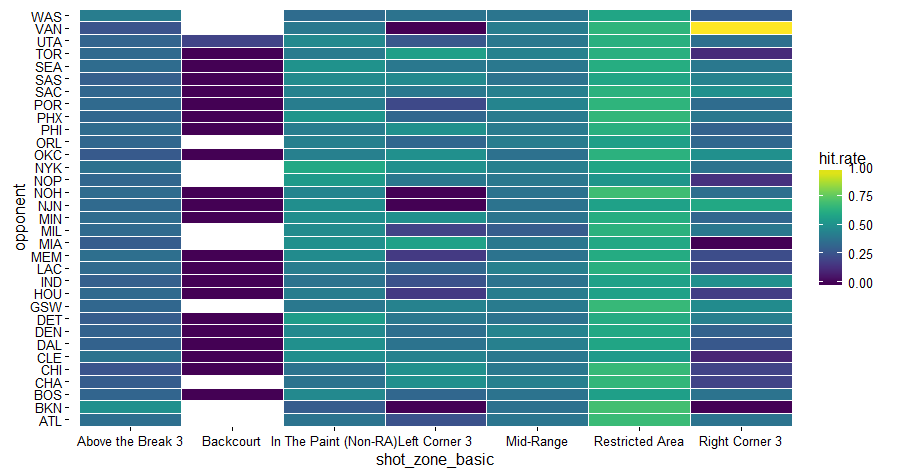 WAS
VAN
UTA
TOR
SEA
SAS
SAC
POR
PHX
PHI
ORL
OKC
NYK
NOP
NOH
NJN
MIN
MIL
MIA
MEM
LAC
IND
HOU
GSW
DET
DEN
DAL
CLE
CHI
CHA
BOS
BKN
ATL
opponent
Above the Break 3 Backcourt In The Paint (Non-RA) Left Corner 3 Mid-Range Restricted Area Right Corner 3
shot_zone_basic
hit.rate
1.00
0.75
0.50
0.25
0.00